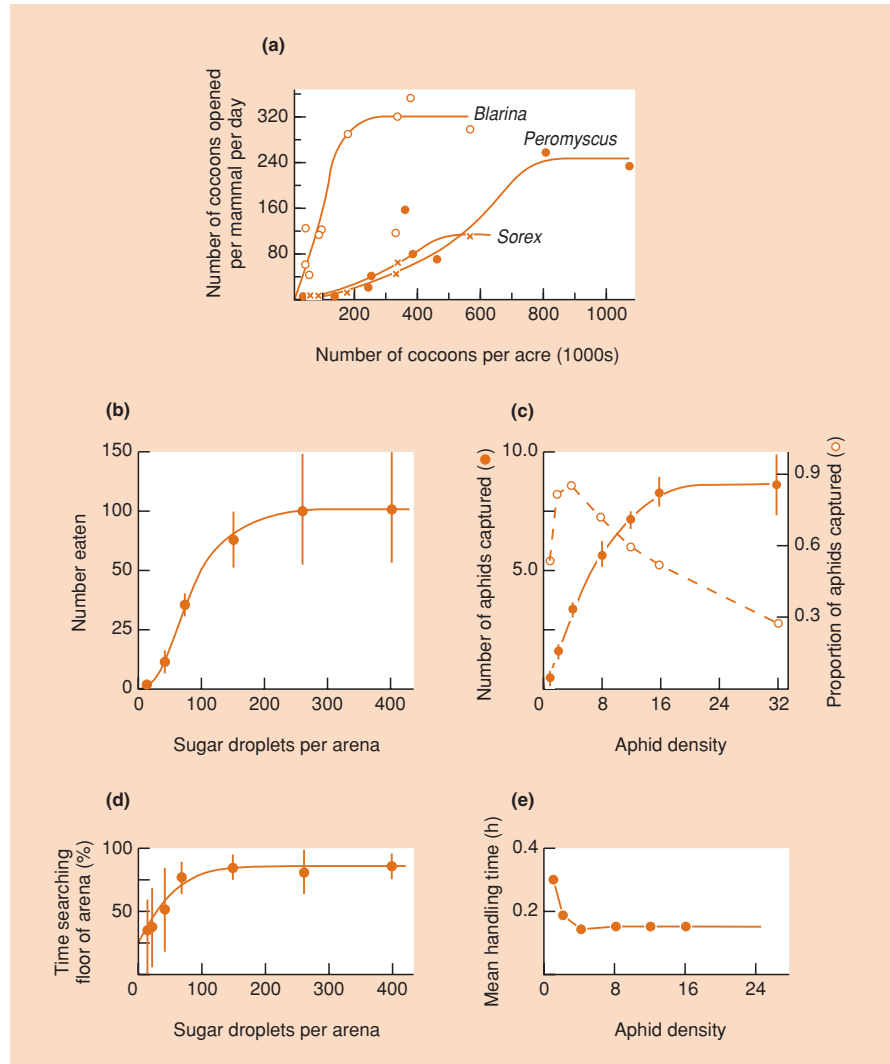 (a)
Number of cocoons opened
per mammal per day
320
240
160
80
Blarina
Peromyscus
Sorex
200
400
600
800
1000
Number of cocoons per acre (1000s)
(b)
Number eaten
150
100
50
25
0
0
100
200
300
400
Sugar droplets per arena
(c)
Number of aphids captured ( )
10.0
5.0
0
8
16
24
32
0.9
0.6
0.3
Proportion of aphids captured ( )
Aphid density
(d)
Time searching
floor of arena (%)
100
50
0
100
200
300
400
Sugar droplets per arena
(e)
Mean handling time (h)
0.4
0.2
0
8
16
24
Aphid density